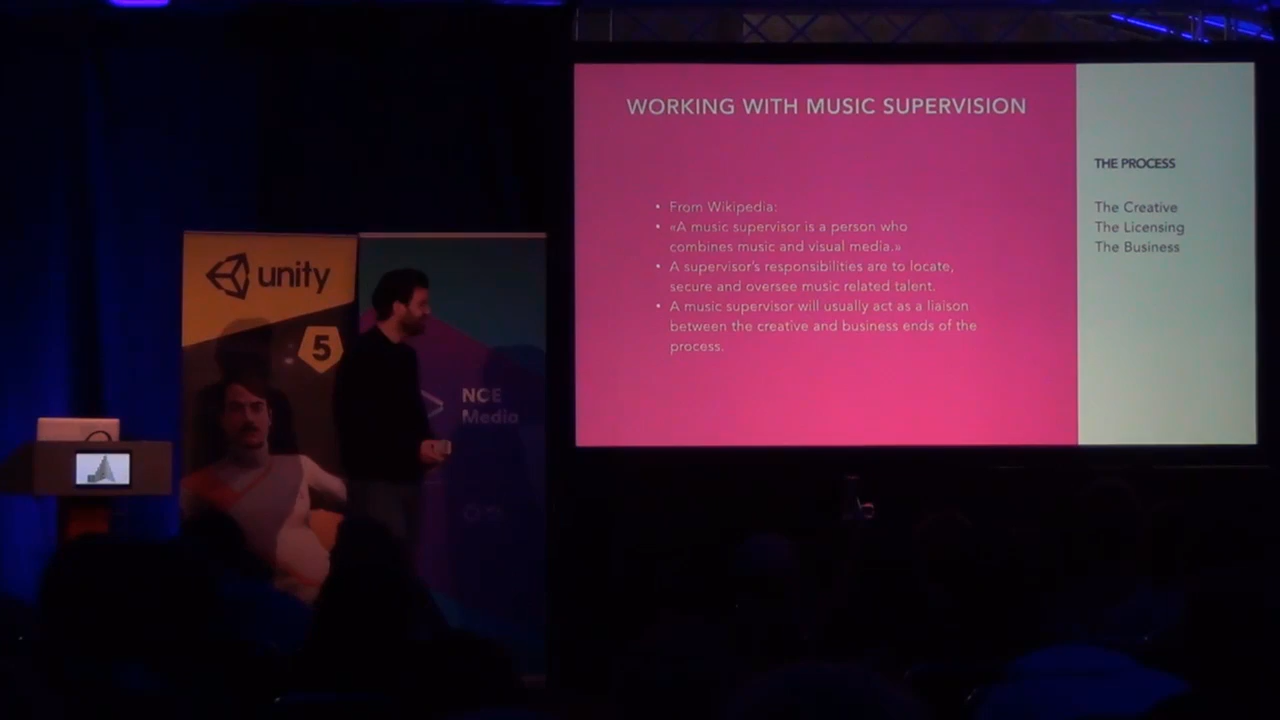 WORKING WITH MUSIC SUPERVISION
• From Wikipedia:
• «A music supervisor is a person who
combines music and visual media.»
• A supervisor's responsibilities are to locate,
secure and oversee music related talent.
• A music supervisor will usually act as a liaison
between the creative and business ends of the
process.
THE PROCESS
The Creative
The Licensing
The Business
unity
5
NCE
Media